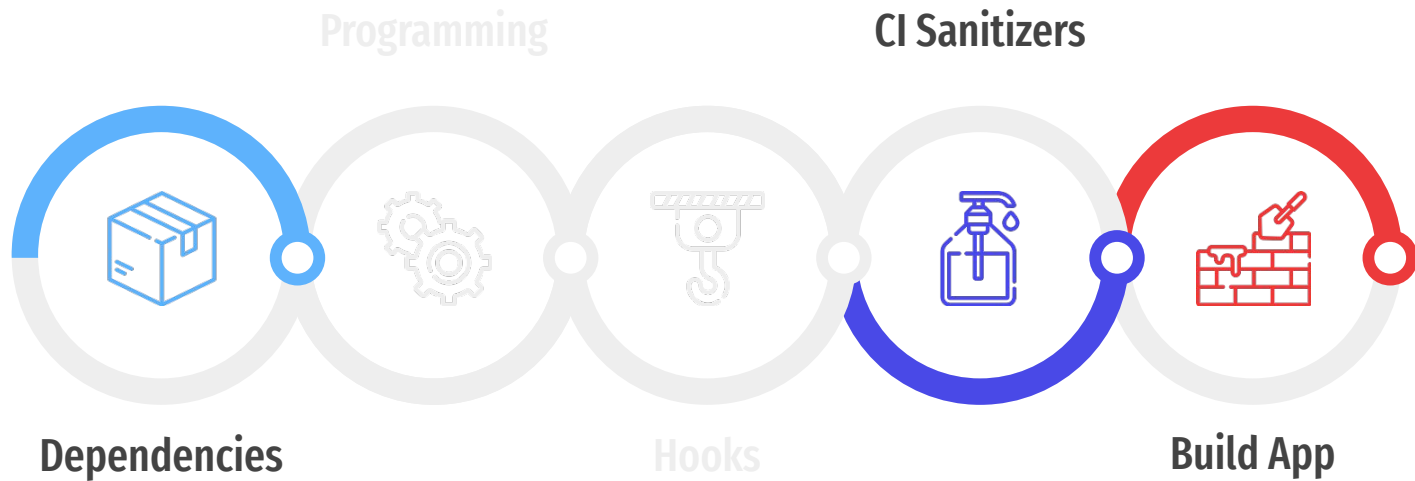 Programming
CI Sanitizers
Dependencies
Hooks
Build App